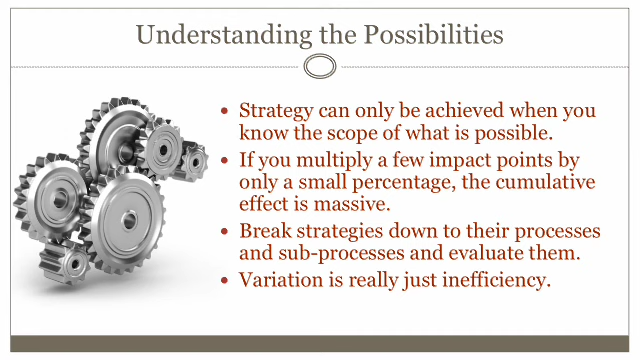 Understanding the Possibilities
• Strategy can only be achieved when you
know the scope of what is possible.
• If you multiply a few impact points by
only a small percentage, the cumulative
effect is massive.
• Break strategies down to their processes
and sub-processes and evaluate them.
• Variation is really just inefficiency.